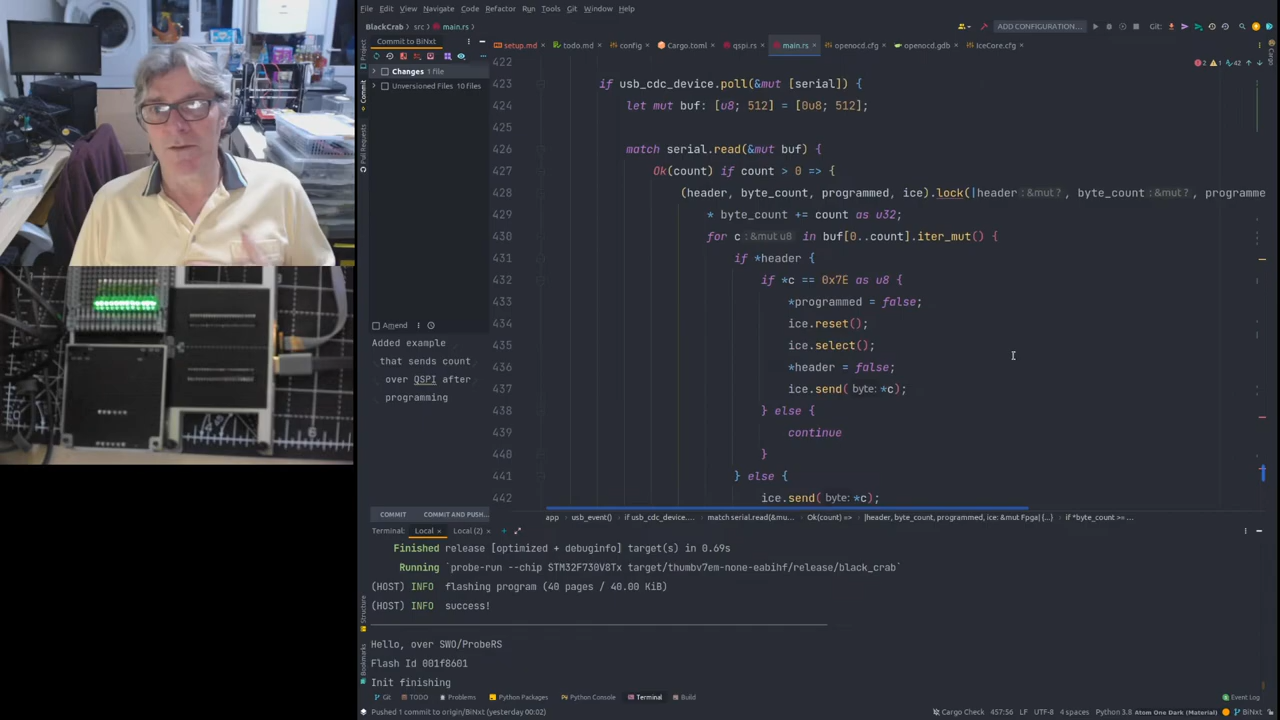 File Edit View Navigate Code Refactor Run Tools Git Window Help
BlackCrab src main.rs
ADD CONFIGURATION...
Git:
Commit to BiNxt
setup.md todo.md config Cargo.toml qspi.rs main.rs openocd.cfg openocd.gdb IceCore.cfg
Project
Commit
Pull Requests
Changes 1 file
Unversioned Files 10 files
2 1 42
422
423 if usb_cdc_device.poll(&mut [serial]) {
424 let mut buf: [u8; 512] = [0u8; 512];
425
426 match serial.read(&mut buf) {
427 Ok(count) if count > 0 => {
428 (header, byte_count, programmed, ice).lock(|header: &mut ?, byte_count: &mut ?, programme
429 * byte_count += count as u32;
430 for c: &mut u8 in buf[0..count].iter_mut() {
431 if *header {
432 if *c == 0x7E as u8 {
433 *programmed = false;
434 ice.reset();
435 ice.select();
436 *header = false;
437 ice.send( byte: *c);
438 } else {
439 continue
440 }
441 } else {
442 ice.send( byte: *c);
Amend
Added example
that sends count
over QSPI after
programming
COMMIT COMMIT AND PUSH...
app usb_event() if usb_cdc_device.... match serial.read(&mu... Ok(count) => |header, byte_count, programmed, ice: &mut Fpga| {...} if *byte_count >= ...
Terminal: Local × Local (2) × +
Finished release [optimized + debuginfo] target(s) in 0.69s
Running `probe-run --chip STM32F730V8Tx target/thumbv7em-none-eabihf/release/black_crab`
(HOST) INFO flashing program (40 pages / 40.00 KiB)
(HOST) INFO success!
Hello, over SWO/ProbeRS
Flash Id 001f8601
Init finishing
Structure
Bookmarks
Git TODO Problems Python Packages Python Console Terminal Build Event Log
Pushed 1 commit to origin/BiNxt (yesterday 00:02)
Cargo Check 457:56 LF UTF-8 4 spaces Python 3.8 Atom One Dark (Material) BiNxt